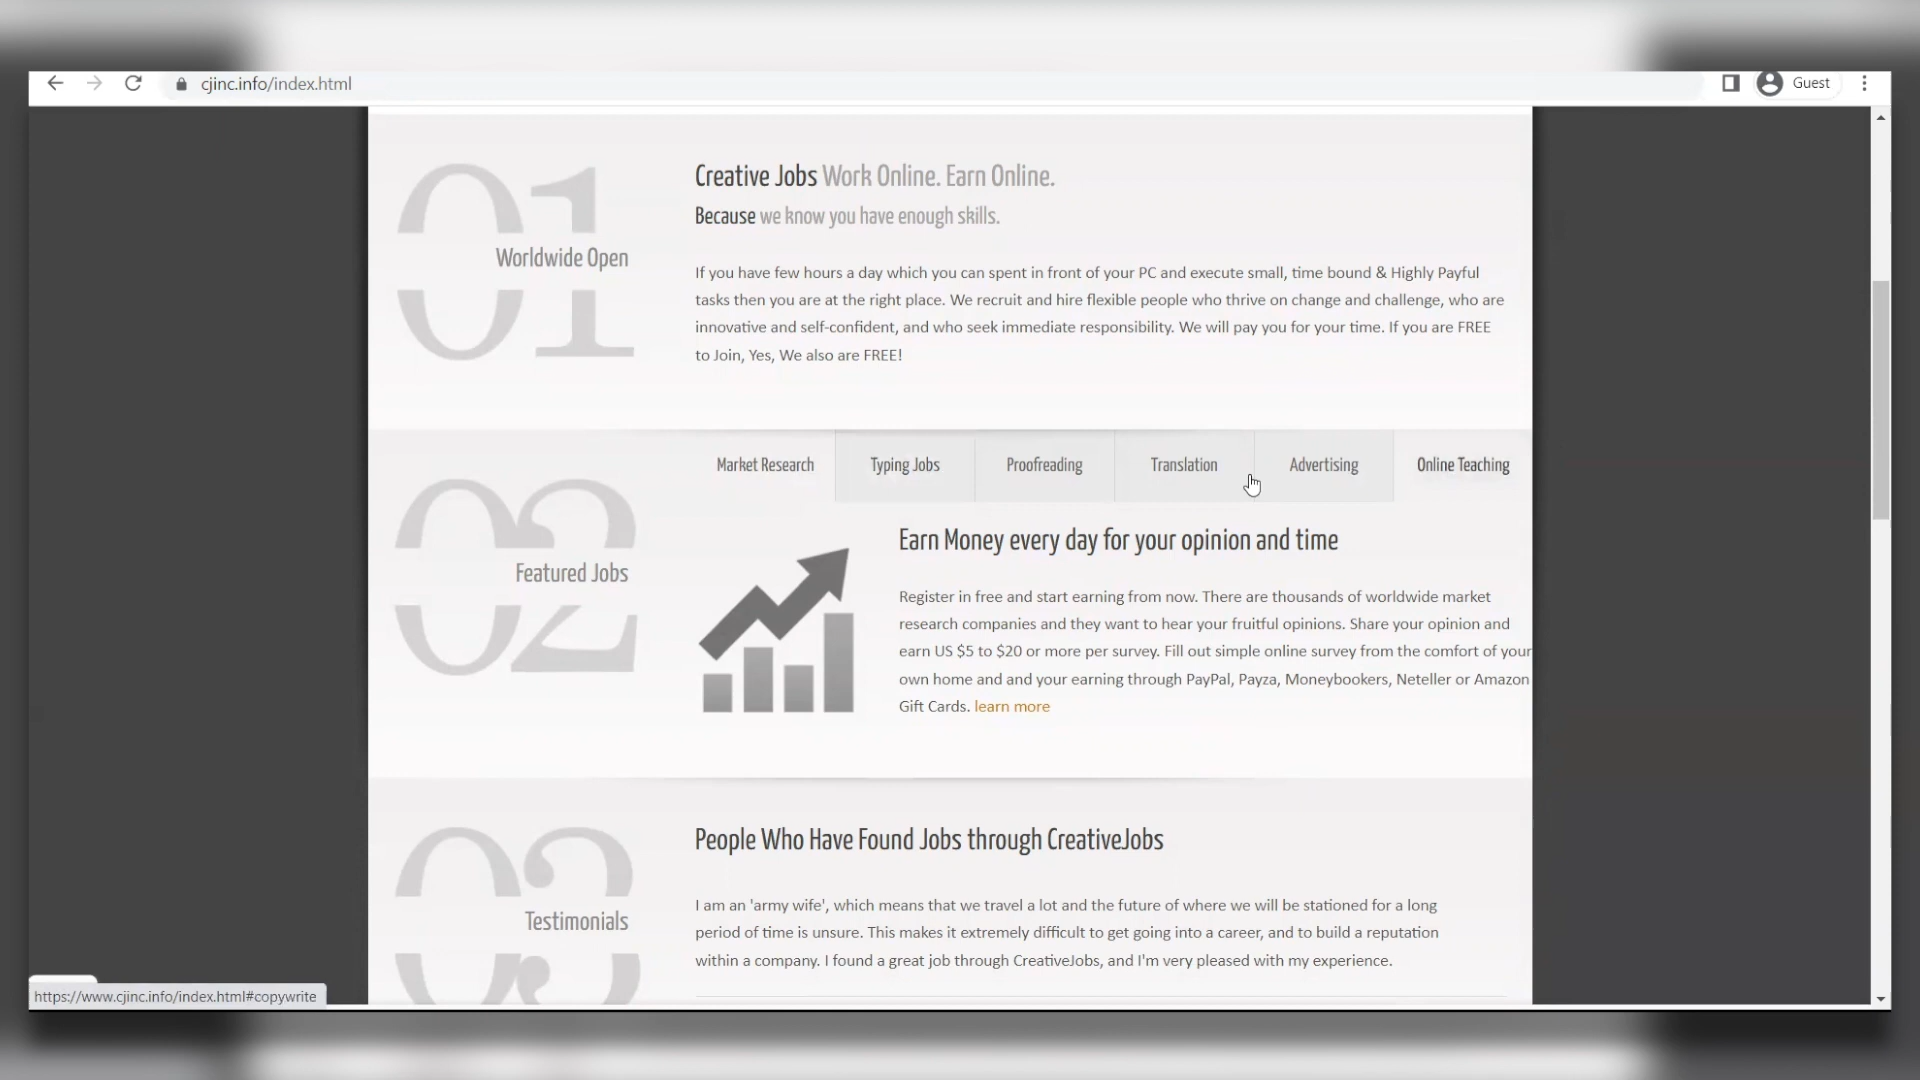 cjinc.info/index.html
Guest
01
Worldwide Open
Creative Jobs Work Online. Earn Online.
Because we know you have enough skills.
If you have few hours a day which you can spent in front of your PC and execute small, time bound & Highly Payful
tasks then you are at the right place. We recruit and hire flexible people who thrive on change and challenge, who are
innovative and self-confident, and who seek immediate responsibility. We will pay you for your time. If you are FREE
to Join, Yes, We also are FREE!
02
Featured Jobs
Market Research
Typing Jobs
Proofreading
Translation
Advertising
Online Teaching
Earn Money every day for your opinion and time
Register in free and start earning from now. There are thousands of worldwide market
research companies and they want to hear your fruitful opinions. Share your opinion and
earn US $5 to $20 or more per survey. Fill out simple online survey from the comfort of your
own home and and your earning through PayPal, Payza, Moneybookers, Neteller or Amazon
Gift Cards. learn more
03
Testimonials
People Who Have Found Jobs through CreativeJobs
I am an 'army wife', which means that we travel a lot and the future of where we will be stationed for a long
period of time is unsure. This makes it extremely difficult to get going into a career, and to build a reputation
within a company. I found a great job through CreativeJobs, and I'm very pleased with my experience.
https://www.cjinc.info/index.html#copywrite